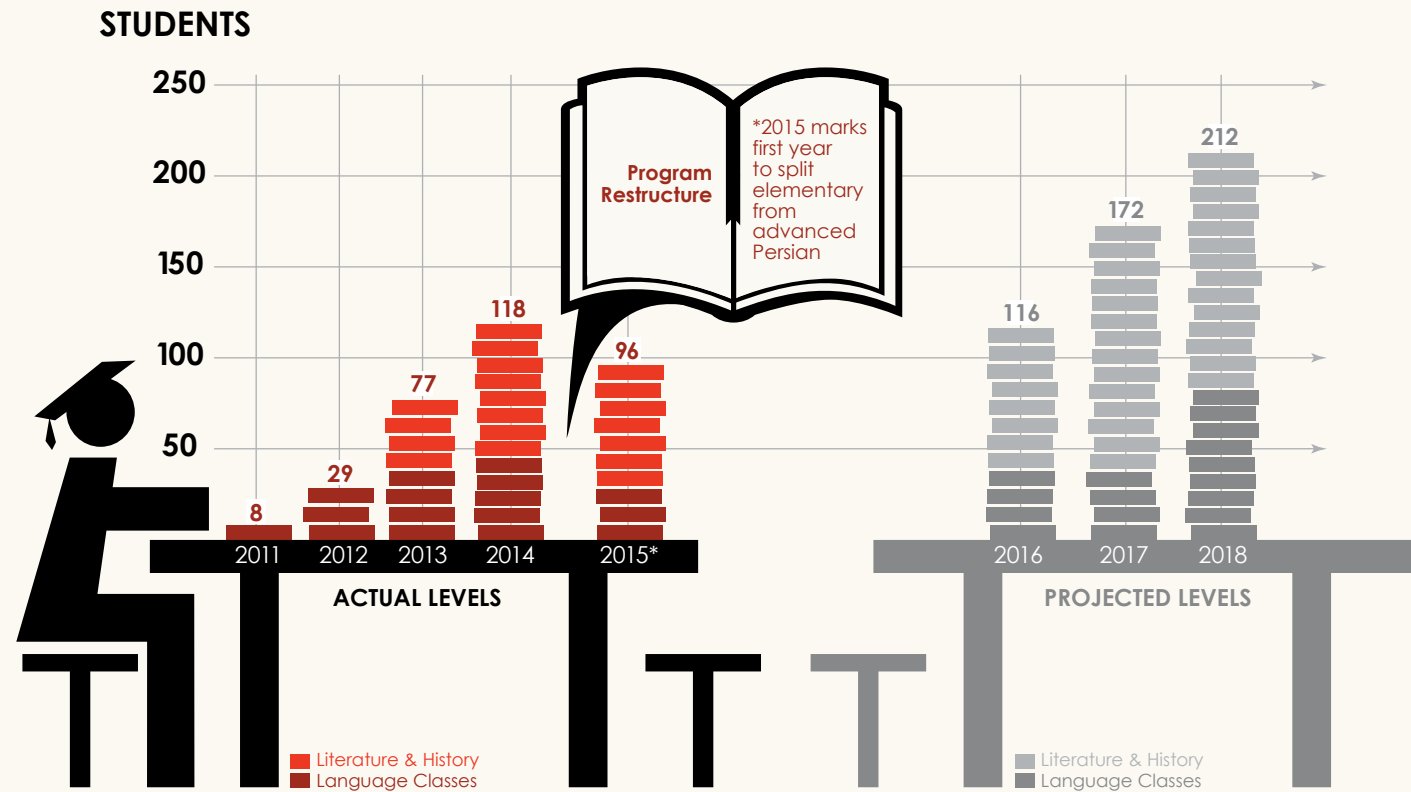 STUDENTS
250
200
150
100
50
Program
Restructure
*2015 marks
first year
to split
elementary
from
advanced
Persian
8
29
77
118
96
116
172
212
2011
2012
2013
2014
2015*
2016
2017
2018
ACTUAL LEVELS
PROJECTED LEVELS
Literature & History
Language Classes
Literature & History
Language Classes